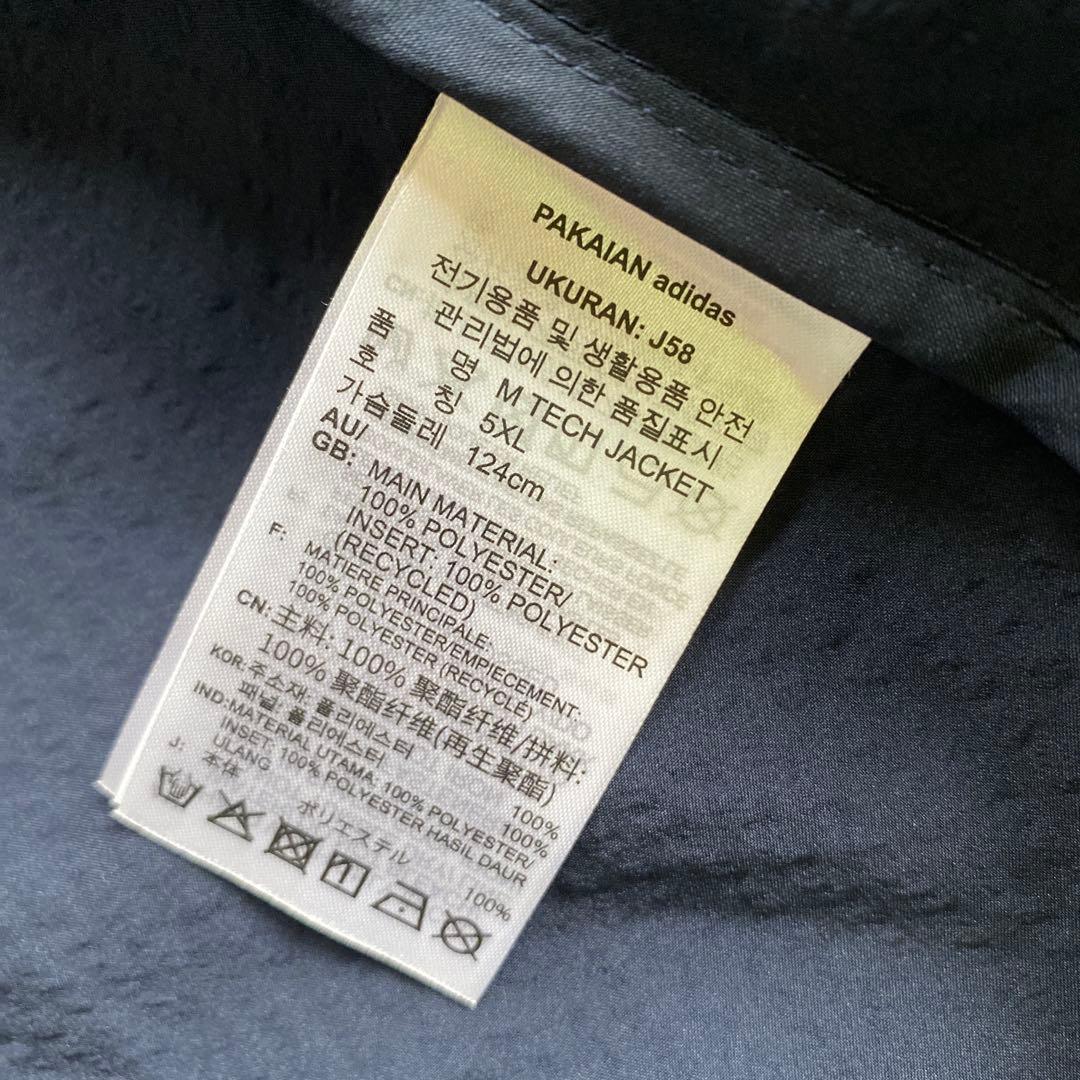 PAKAIAN adidas
UKURAN: J58
전기용품 및 생활용품 안전
관리법에 의한 품질표시
품 명 M TECH JACKET
호 칭 5XL
가슴둘레 124cm
AU/
GB: MAIN MATERIAL:
100% POLYESTER/
INSERT: 100% POLYESTER
(RECYCLED)
F: MATIERE PRINCIPALE:
100% POLYESTER/EMPIECEMENT:
100% POLYESTER (RECYCLÉ)
CN: 主料: 100% 聚酯纤维/拼料:
100% 聚酯纤维(再生聚酯)
KOR: 주소재: 폴리에스터 100%
패널: 폴리에스터 100%
IND: MATERIAL UTAMA: 100% POLYESTER/
INSET: 100% POLYESTER HASIL DAUR
ULANG
J: 本体 ポリエステル 100%